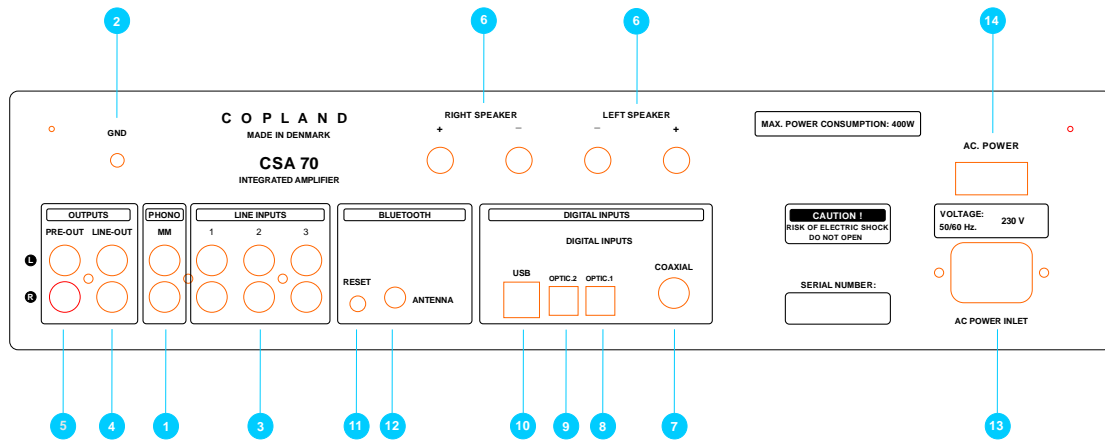 2 6 6 14
COPLAND
MADE IN DENMARK
CSA 70
INTEGRATED AMPLIFIER
GND
RIGHT SPEAKER
+ −
LEFT SPEAKER
− +
MAX. POWER CONSUMPTION: 400W
AC. POWER
OUTPUTS
PRE-OUT LINE-OUT
L
R
PHONO
MM
LINE INPUTS
1 2 3
BLUETOOTH
RESET
ANTENNA
DIGITAL INPUTS
DIGITAL INPUTS
USB
OPTIC.2
OPTIC.1
COAXIAL
CAUTION !
RISK OF ELECTRIC SHOCK
DO NOT OPEN
SERIAL NUMBER:
VOLTAGE: 230 V
50/60 Hz.
AC POWER INLET
5 4 1 3 11 12 10 9 8 7 13